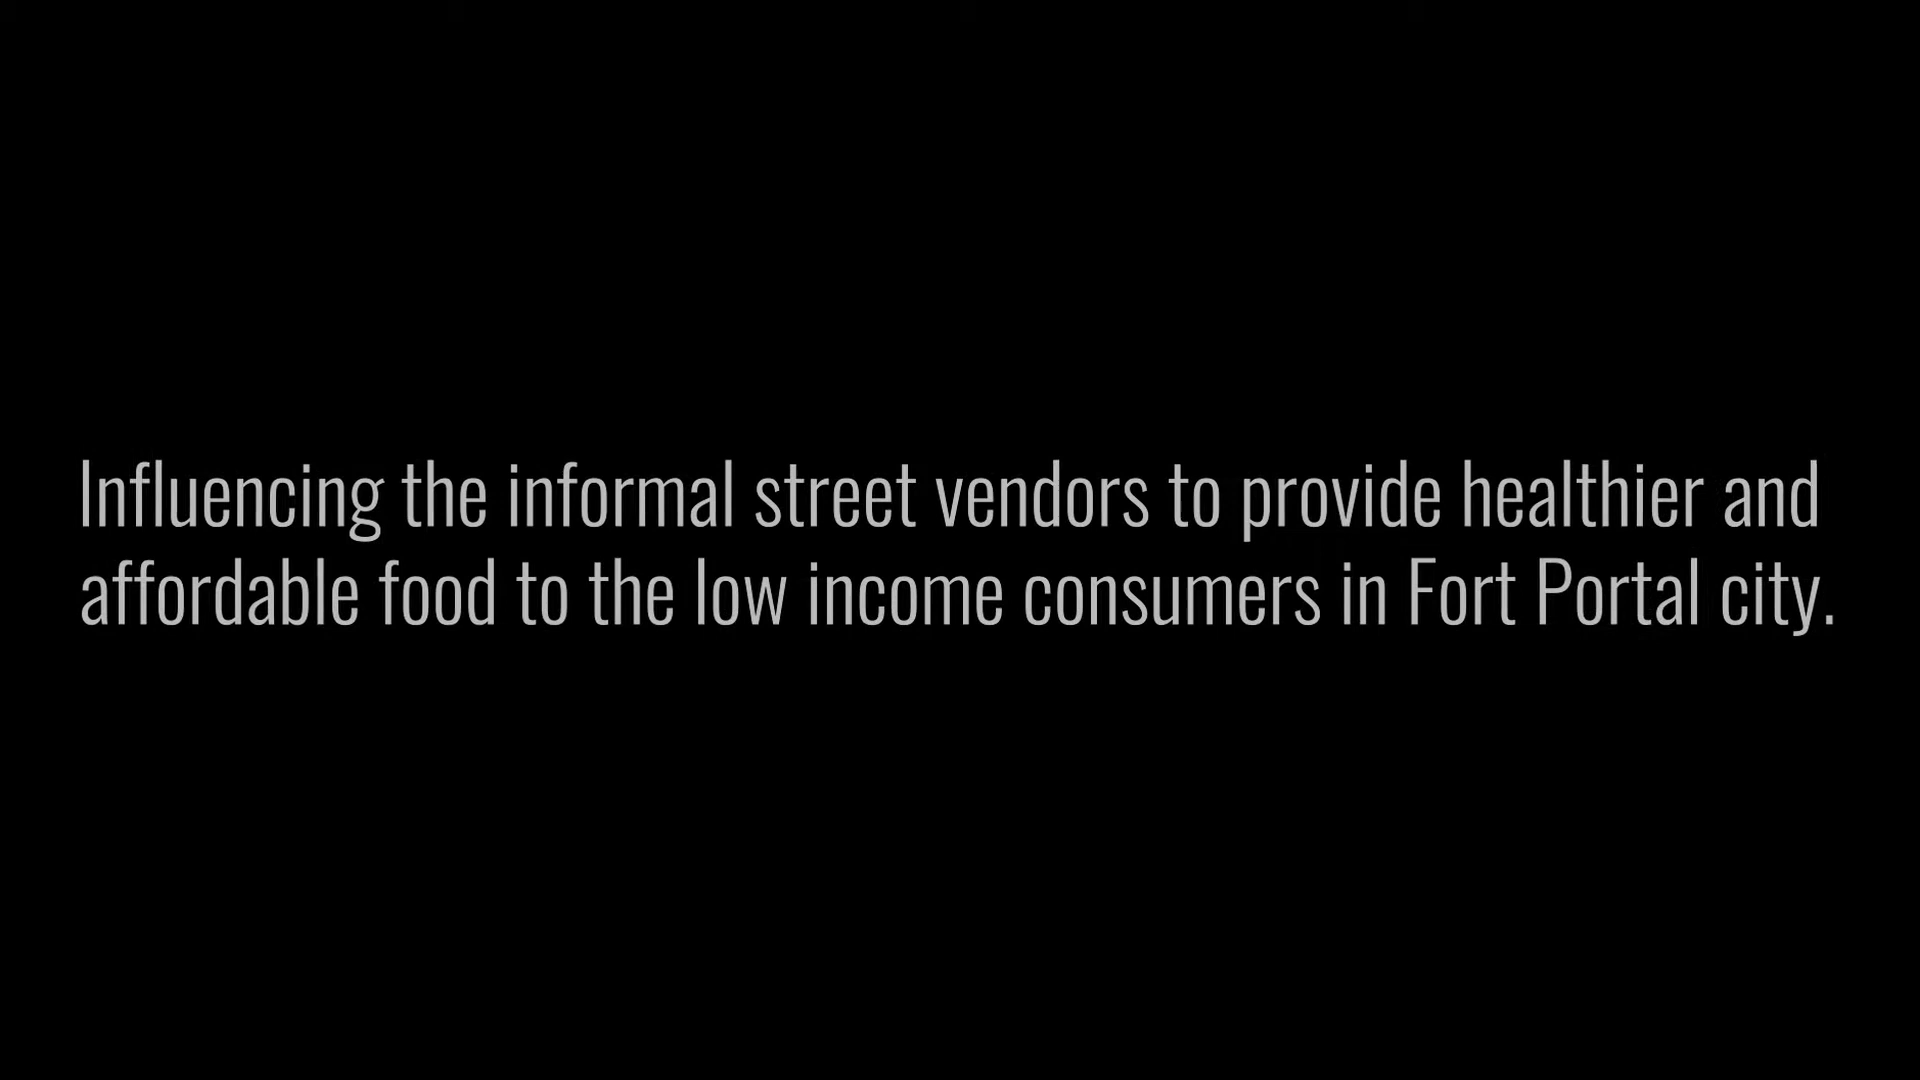 Influencing the informal street vendors to provide healthier and
affordable food to the low income consumers in Fort Portal city.